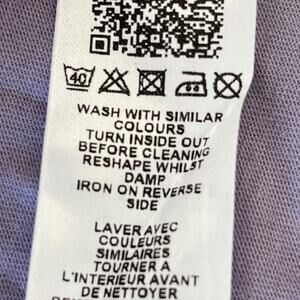 40
WASH WITH SIMILAR
COLOURS
TURN INSIDE OUT
BEFORE CLEANING
RESHAPE WHILST
DAMP
IRON ON REVERSE
SIDE
LAVER AVEC
COULEURS
SIMILAIRES
TOURNER A
L'INTERIEUR AVANT
DE NETTOYER